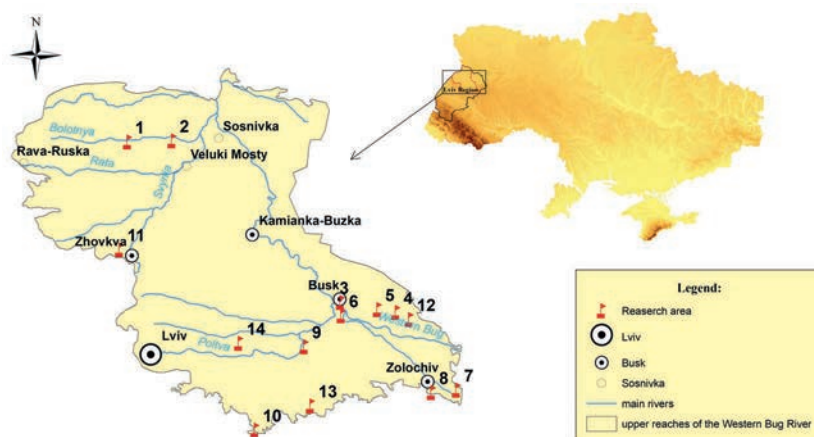 N
Lviv Region
1
2
Sosnivka
Bolotnya
Rava-Ruska
Rata
Veluki Mosty
Svynia
Kamianka-Buzka
11
Zhovkva
Busk
3
6
5
4
12
Western Bug
Lviv
14
9
Poltva
Zolochiv
8
7
13
10
Legend:
Reaserch area
Lviv
Busk
Sosnivka
main rivers
upper reaches of the Western Bug River